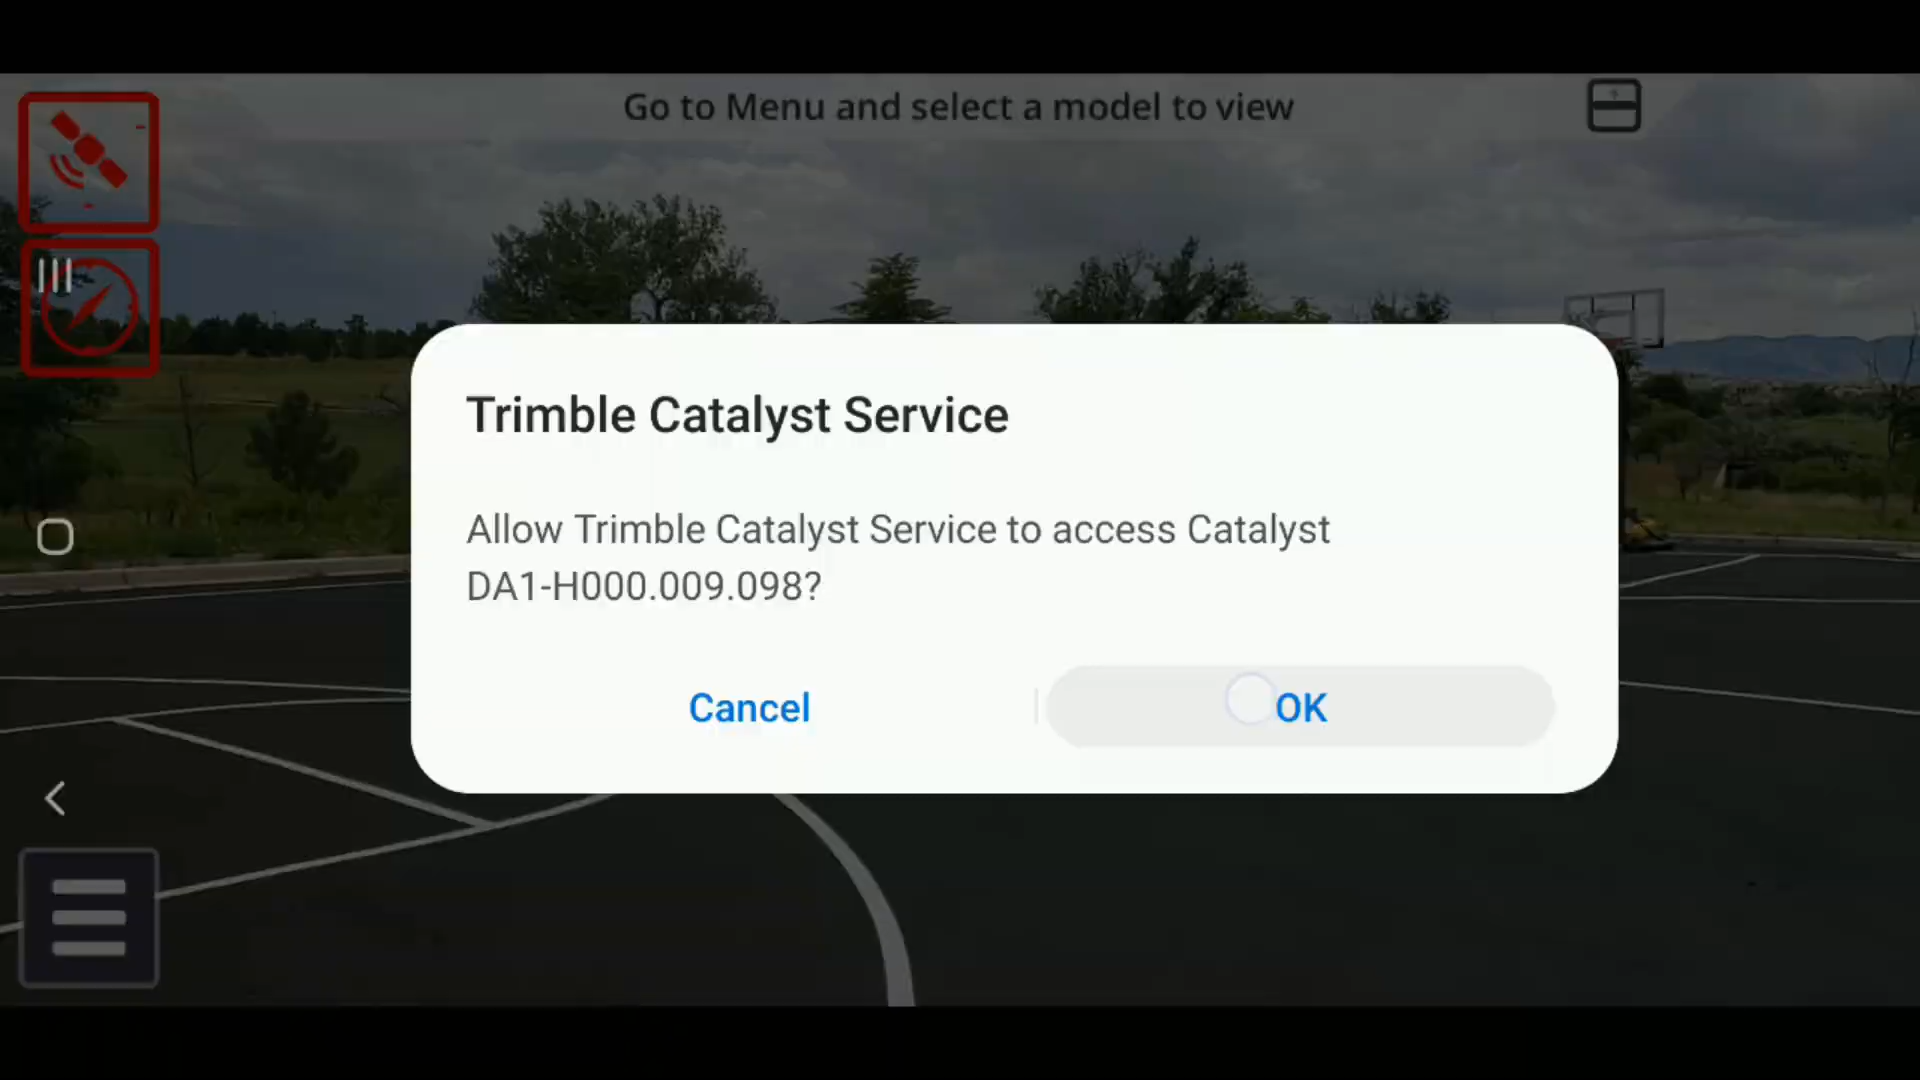 Go to Menu and select a model to view
Trimble Catalyst Service
Allow Trimble Catalyst Service to access Catalyst
DA1-H000.009.098?
Cancel
OK